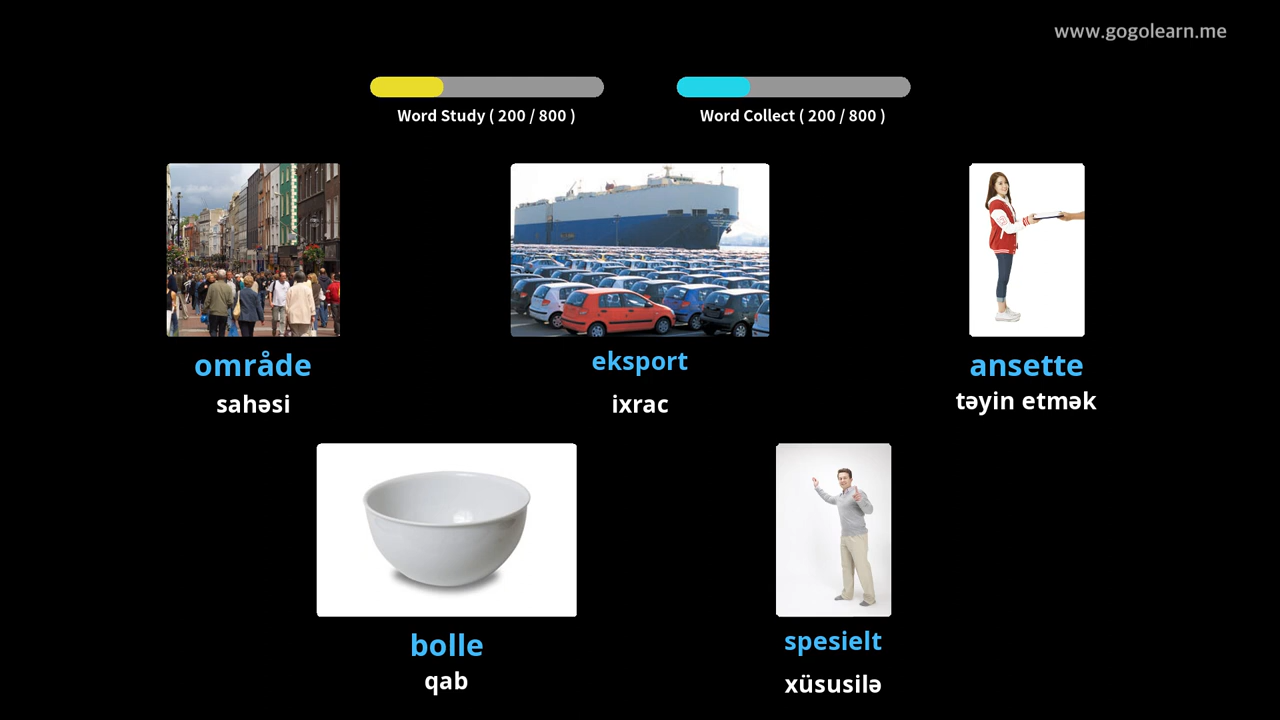 www.gogolearn.me
Word Study ( 200 / 800 )
Word Collect ( 200 / 800 )
område
sahəsi
eksport
ixrac
ansette
təyin etmək
bolle
qab
spesielt
xüsusilə